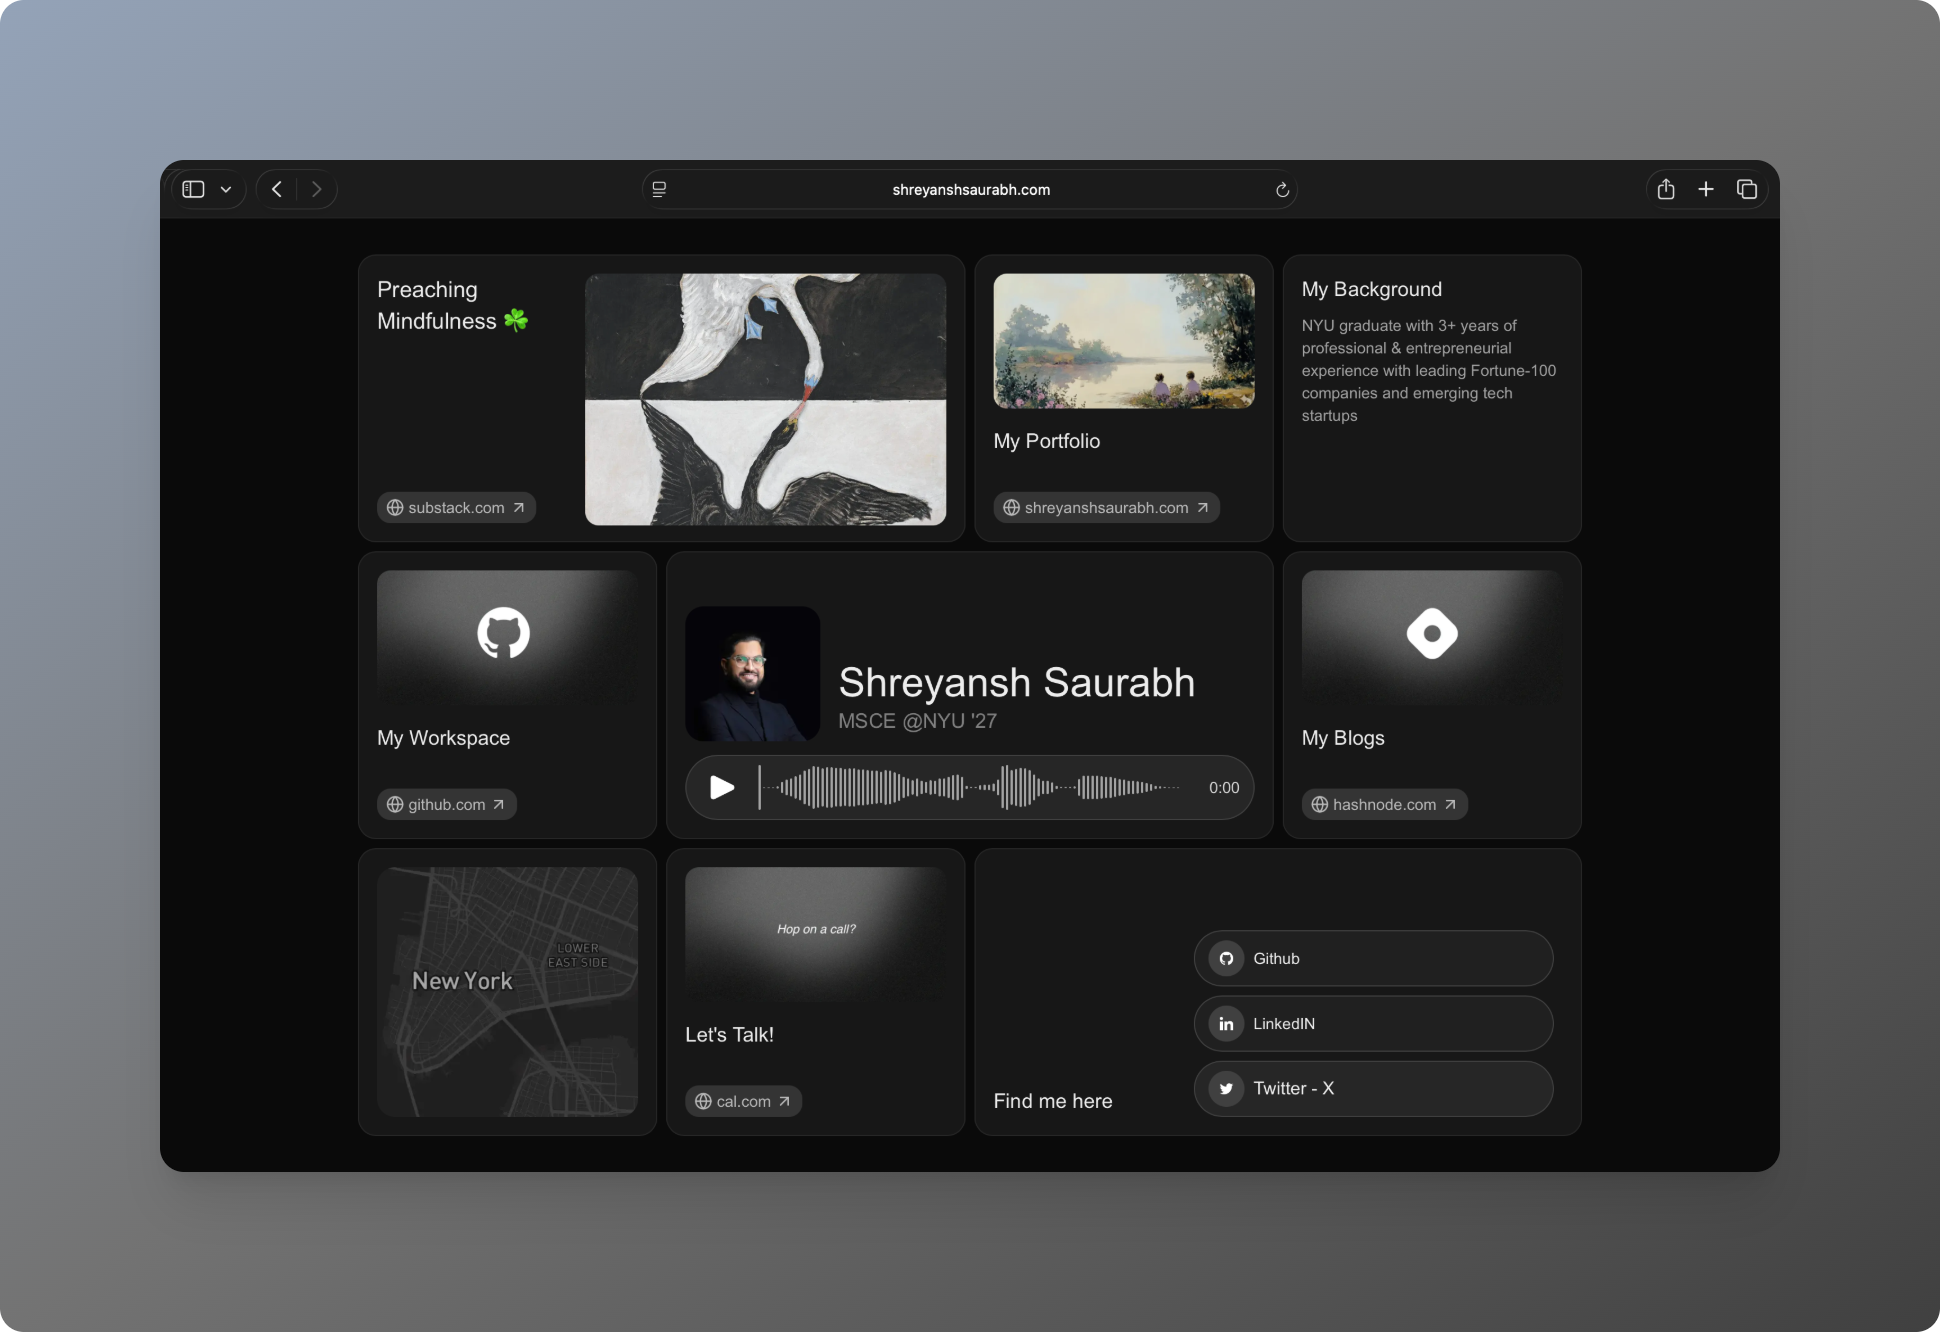 shreyanshsaurabh.com
Preaching
Mindfulness ☘️
substack.com
My Portfolio
shreyanshsaurabh.com
My Background
NYU graduate with 3+ years of
professional & entrepreneurial
experience with leading Fortune-100
companies and emerging tech
startups
My Workspace
github.com
Shreyansh Saurabh
MSCE @NYU '27
0:00
My Blogs
hashnode.com
LOWER
EAST SIDE
New York
Hop on a call?
Let's Talk!
cal.com
Find me here
Github
LinkedIN
Twitter - X